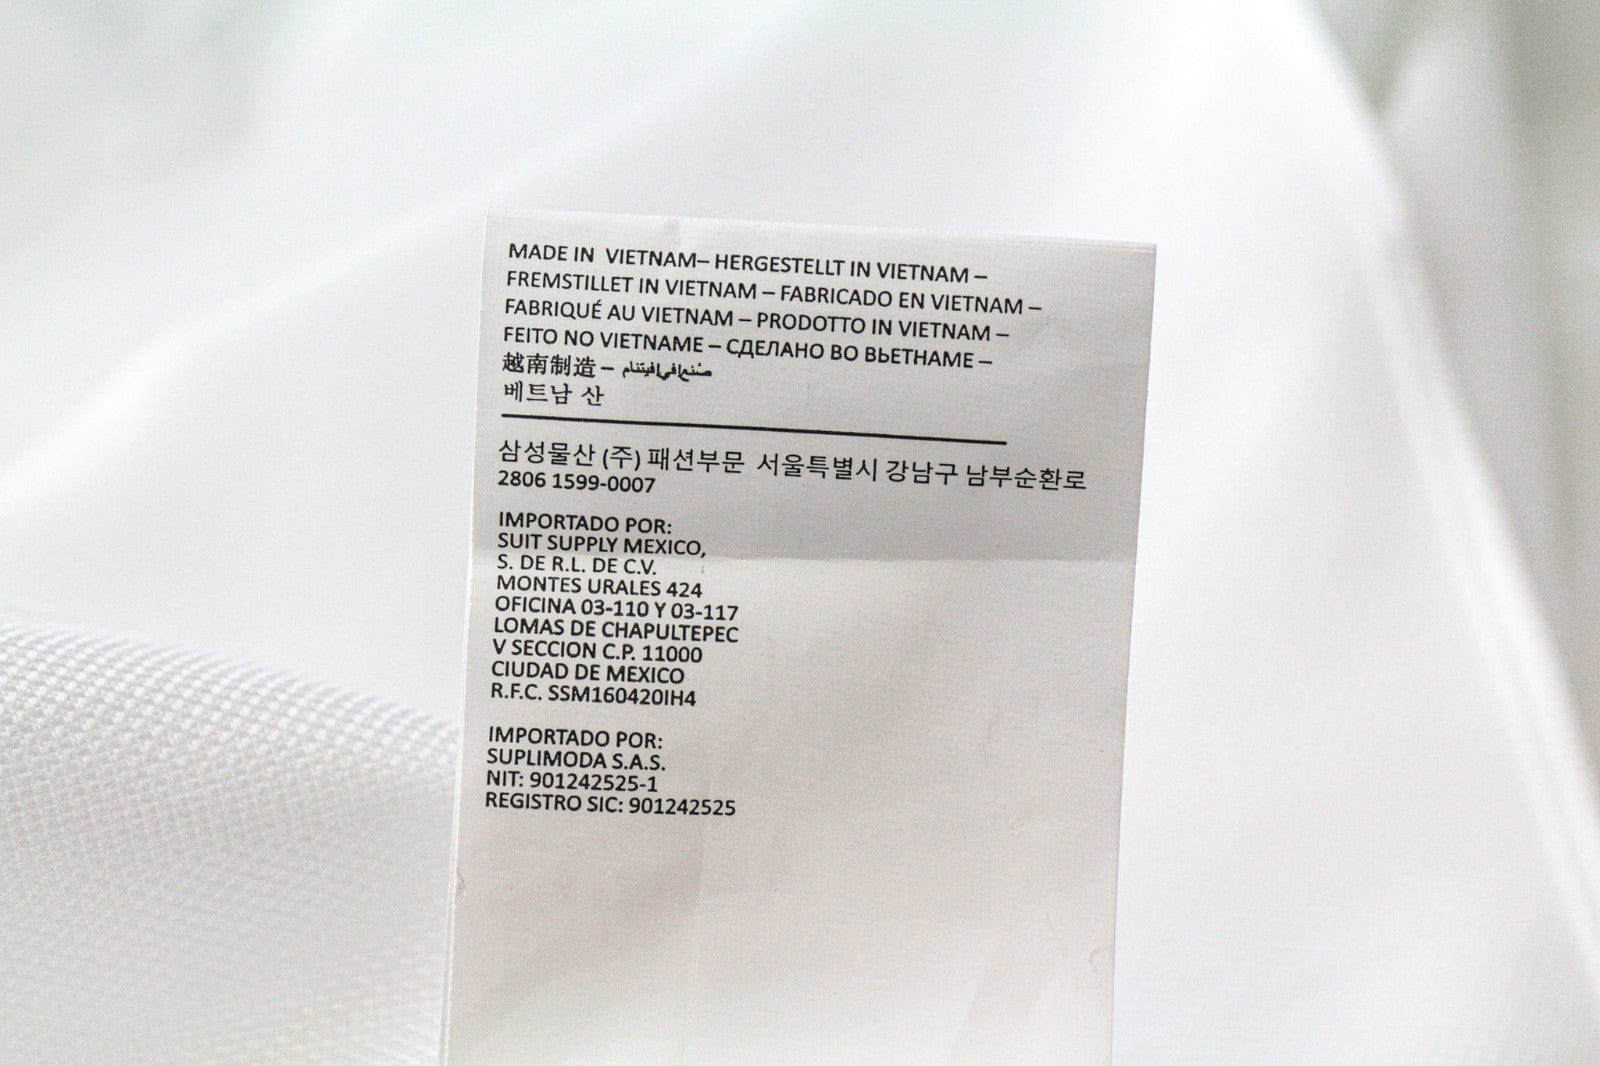 MADE IN VIETNAM– HERGESTELLT IN VIETNAM –
FREMSTILLET IN VIETNAM – FABRICADO EN VIETNAM –
FABRIQUÉ AU VIETNAM – PRODOTTO IN VIETNAM –
FEITO NO VIETNAME – СДЕЛАНО ВО ВЬЕТНАМЕ –
越南制造 – صنع في فيتنام
베트남 산
삼성물산 (주) 패션부문 서울특별시 강남구 남부순환로
2806 1599-0007
IMPORTADO POR:
SUIT SUPPLY MEXICO,
S. DE R.L. DE C.V.
MONTES URALES 424
OFICINA 03-110 Y 03-117
LOMAS DE CHAPULTEPEC
V SECCION C.P. 11000
CIUDAD DE MEXICO
R.F.C. SSM160420IH4
IMPORTADO POR:
SUPLIMODA S.A.S.
NIT: 901242525-1
REGISTRO SIC: 901242525